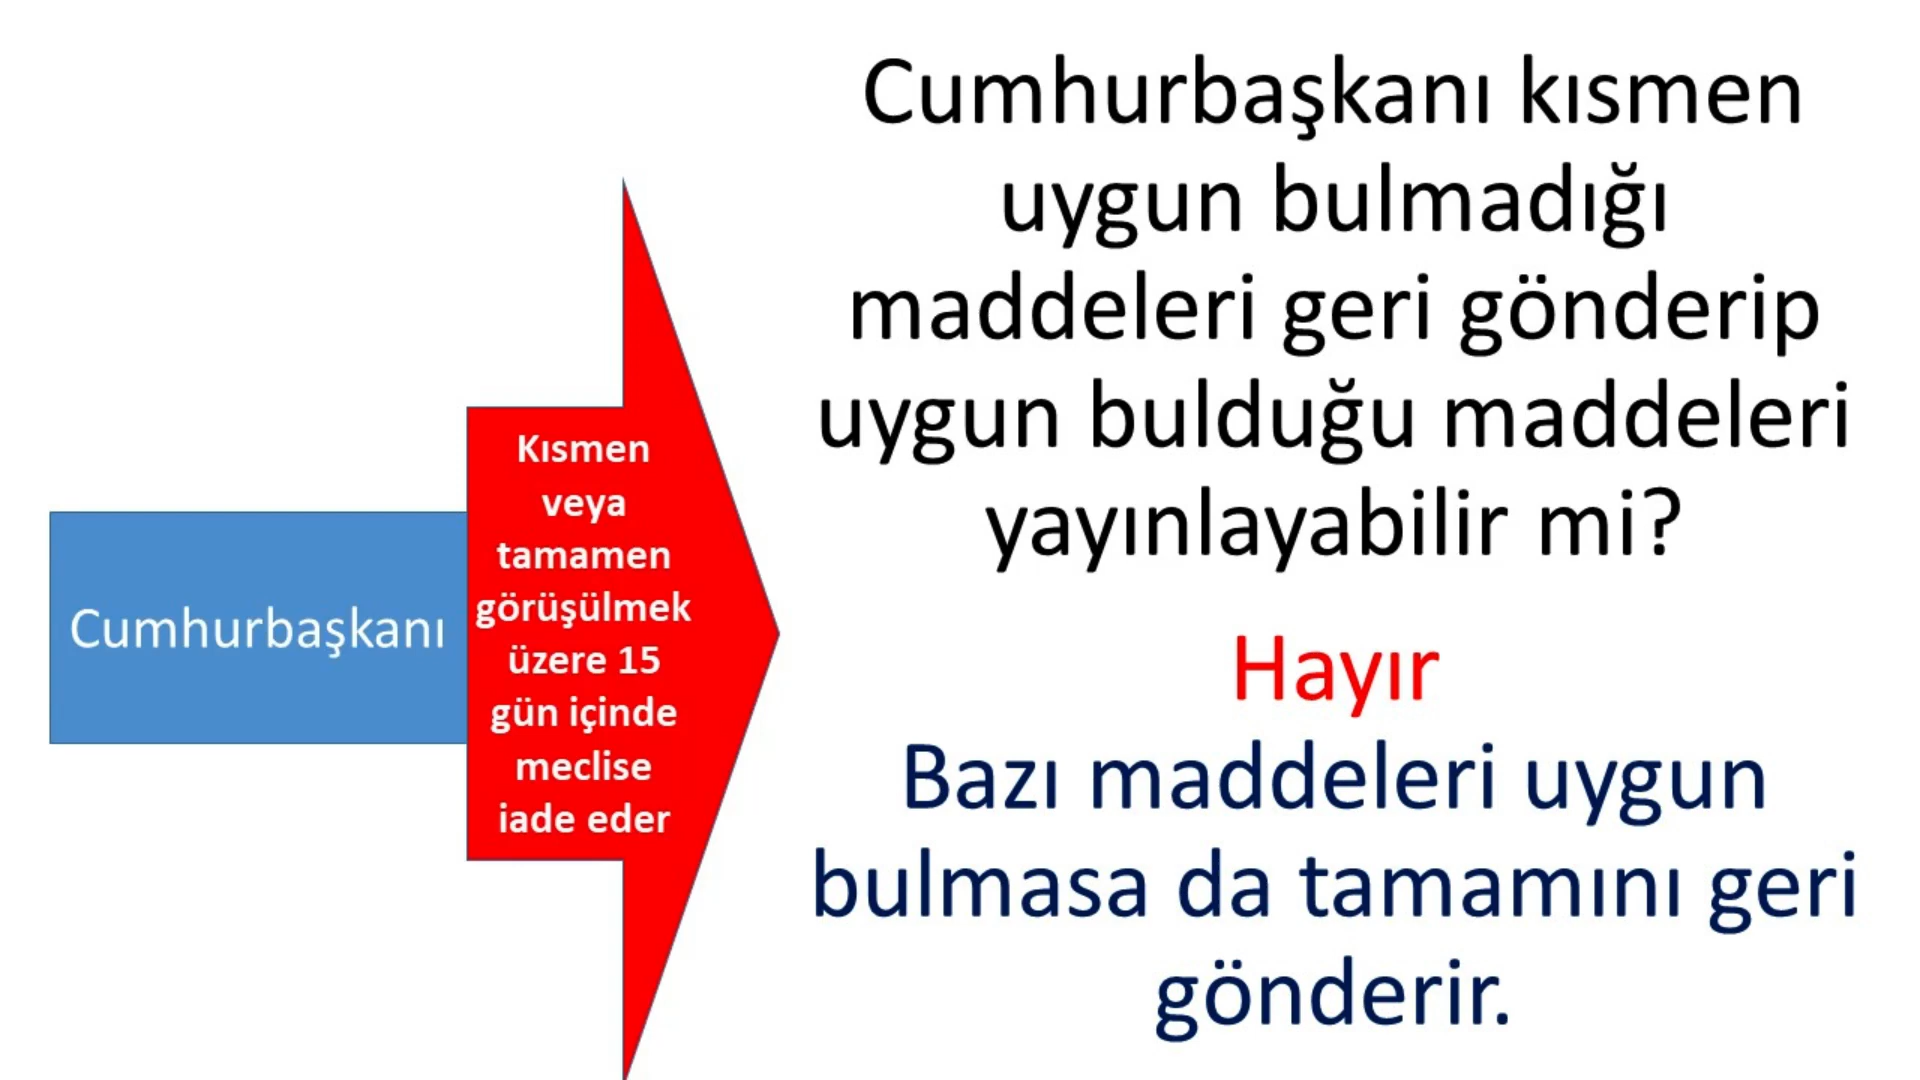 Cumhurbaşkanı
Kısmen
veya
tamamen
görüşülmek
üzere 15
gün içinde
meclise
iade eder
Cumhurbaşkanı kısmen
uygun bulmadığı
maddeleri geri gönderip
uygun bulduğu maddeleri
yayınlayabilir mi?
Hayır
Bazı maddeleri uygun
bulmasa da tamamını geri
gönderir.